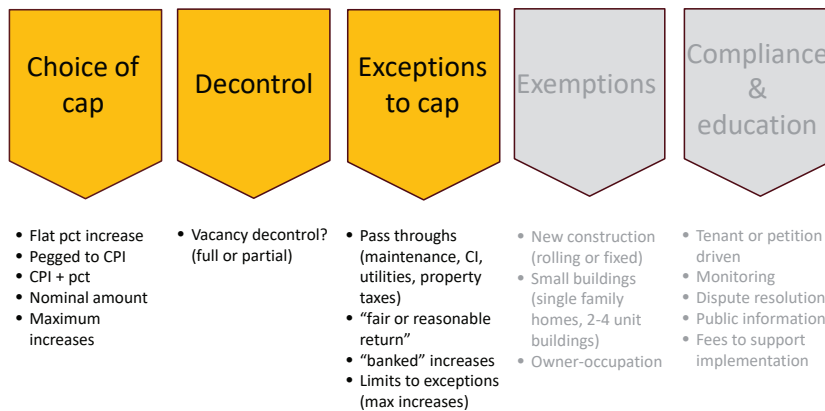 Choice of
cap
Decontrol
Exceptions
to cap
Exemptions
Compliance
&
education
• Flat pct increase
• Pegged to CPI
• CPI + pct
• Nominal amount
• Maximum
increases
• Vacancy decontrol?
(full or partial)
• Pass throughs
(maintenance, CI,
utilities, property
taxes)
• “fair or reasonable
return”
• “banked” increases
• Limits to exceptions
(max increases)
• New construction
(rolling or fixed)
• Small buildings
(single family
homes, 2-4 unit
buildings)
• Owner-occupation
• Tenant or petition
driven
• Monitoring
• Dispute resolution
• Public information
• Fees to support
implementation